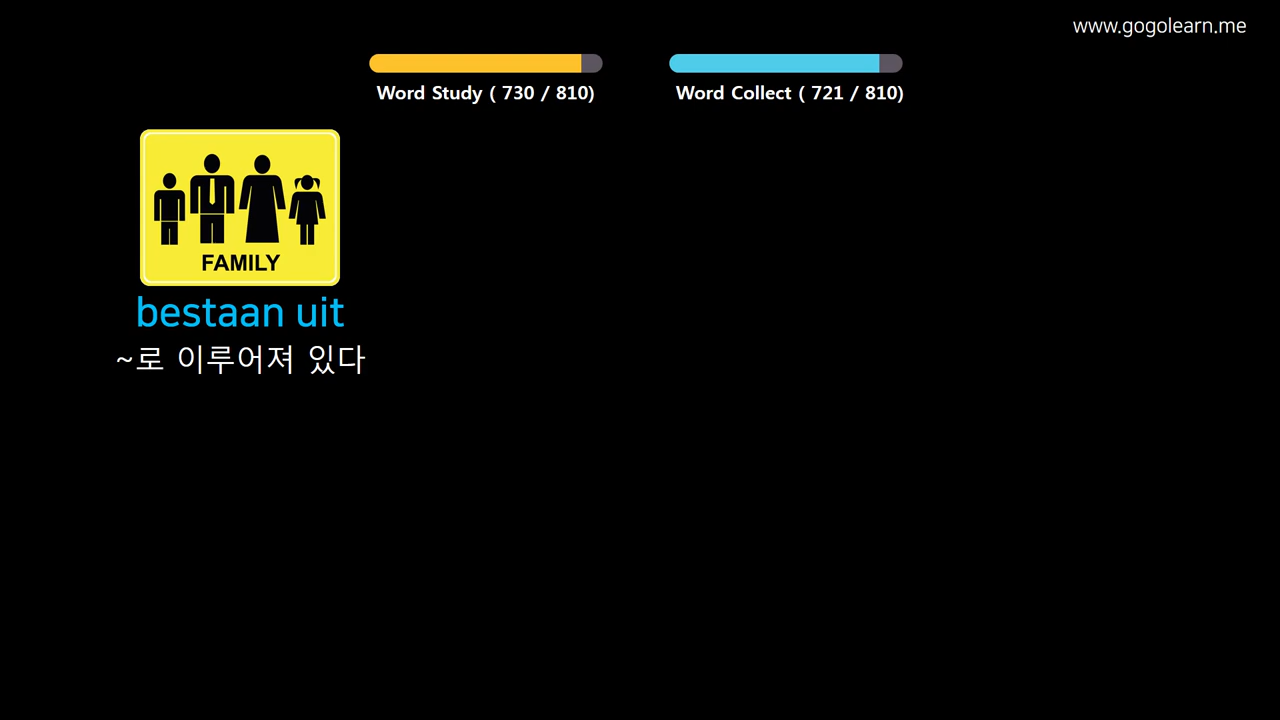 www.gogolearn.me
Word Study ( 730 / 810)
Word Collect ( 721 / 810)
FAMILY
bestaan uit
~로 이루어져 있다